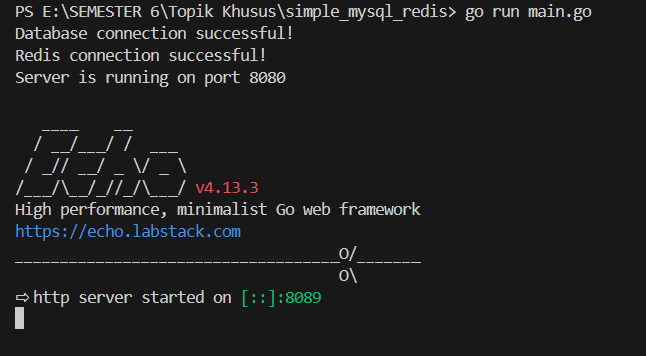 PS E:\SEMESTER 6\Topik Khusus\simple_mysql_redis> go run main.go
Database connection successful!
Redis connection successful!
Server is running on port 8080
   ____    __
  / __/___/ /  ___
 / _// __/ _ \/ _ \
/___/\__/_//_/\___/ v4.13.3
High performance, minimalist Go web framework
https://echo.labstack.com
____________________________________O/_______
                                    O\
⇨ http server started on [::]:8089